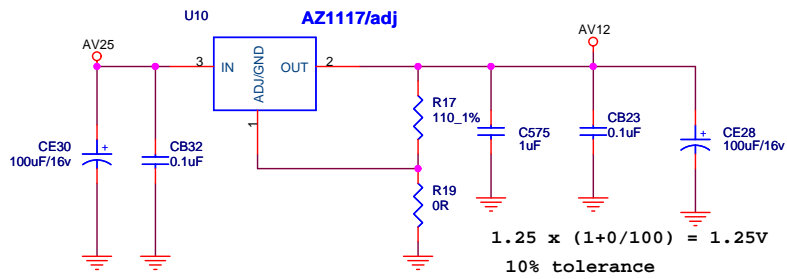 U10
AZ1117/adj
AV25
AV12
3
IN
OUT
2
ADJ/GND
1
R17
110_1%
C575
1uF
CB23
0.1uF
CE28
100uF/16v
CE30
100uF/16v
+
CB32
0.1uF
+
R19
0R
1.25 x (1+0/100) = 1.25V
10% tolerance